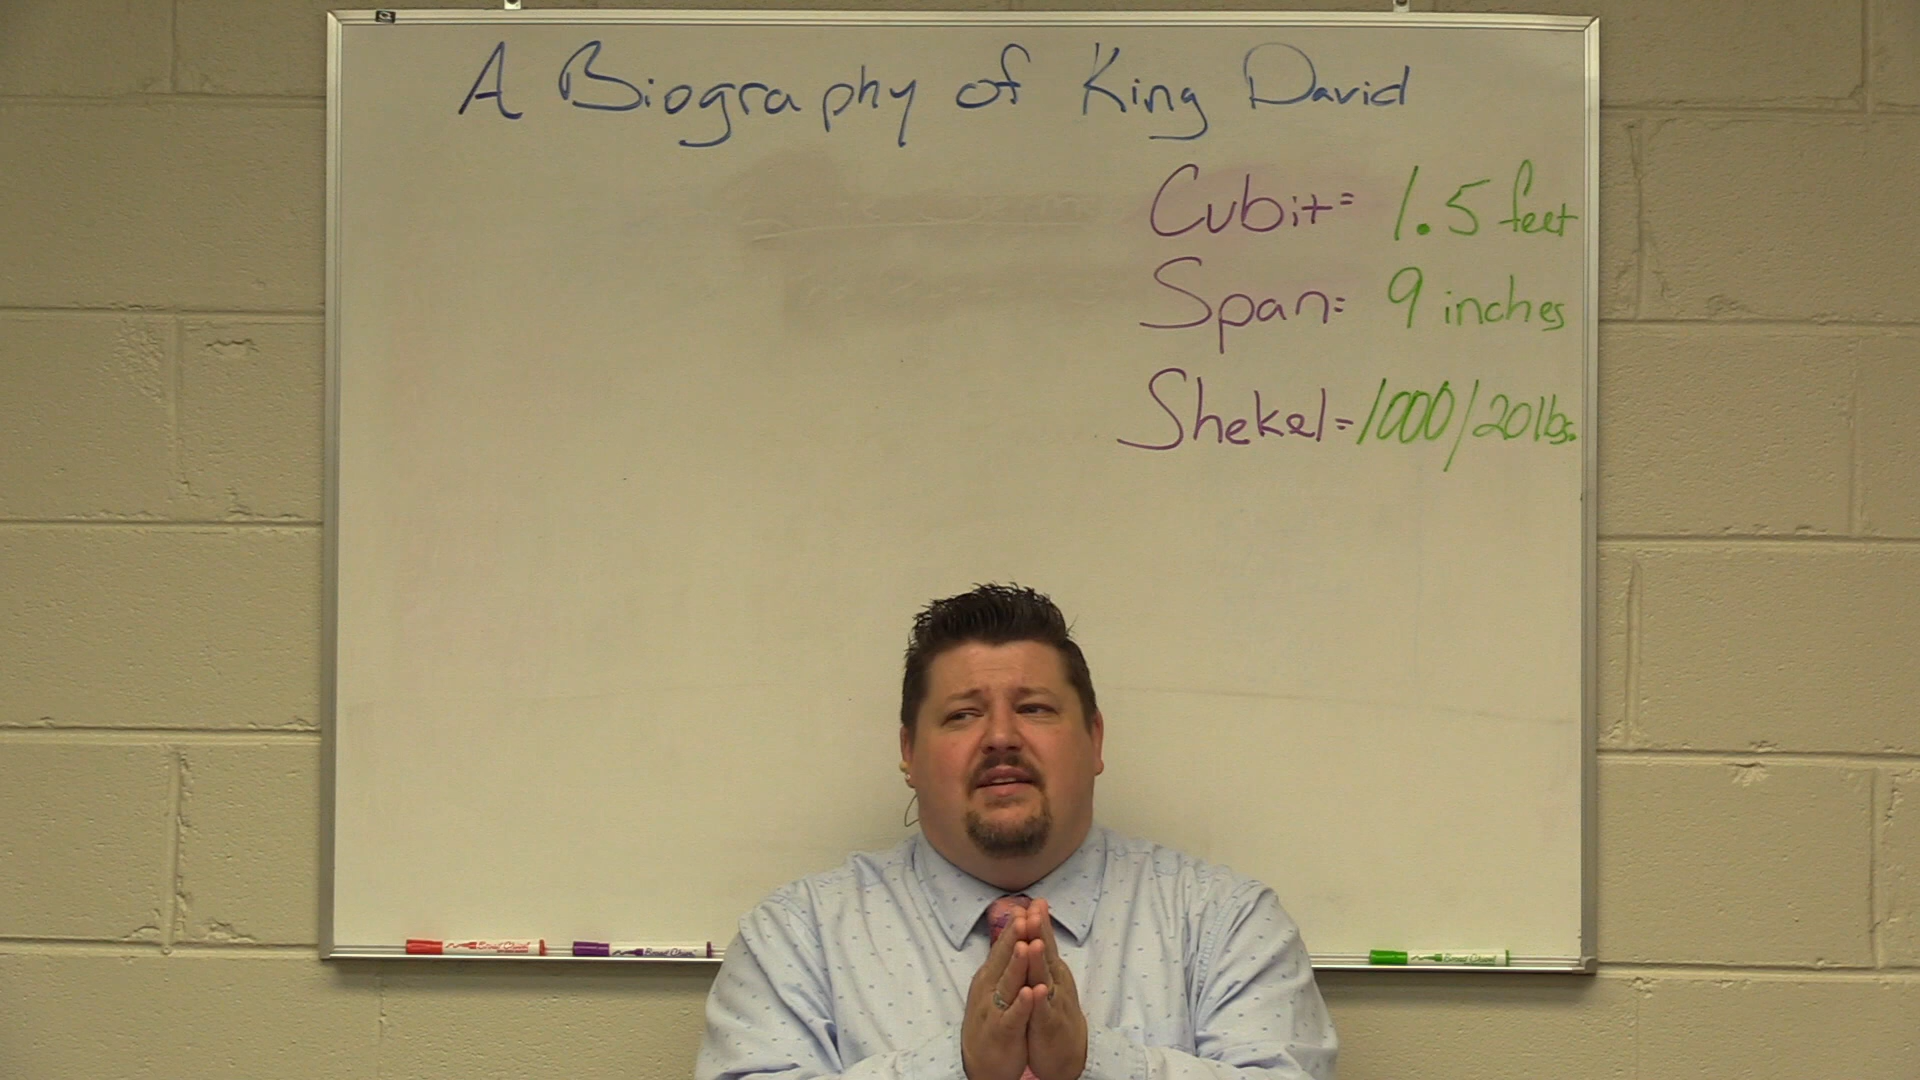 A Biography of King David
Cubit= 1.5 feet
Span= 9 inches
Shekel=1000/20lbs.